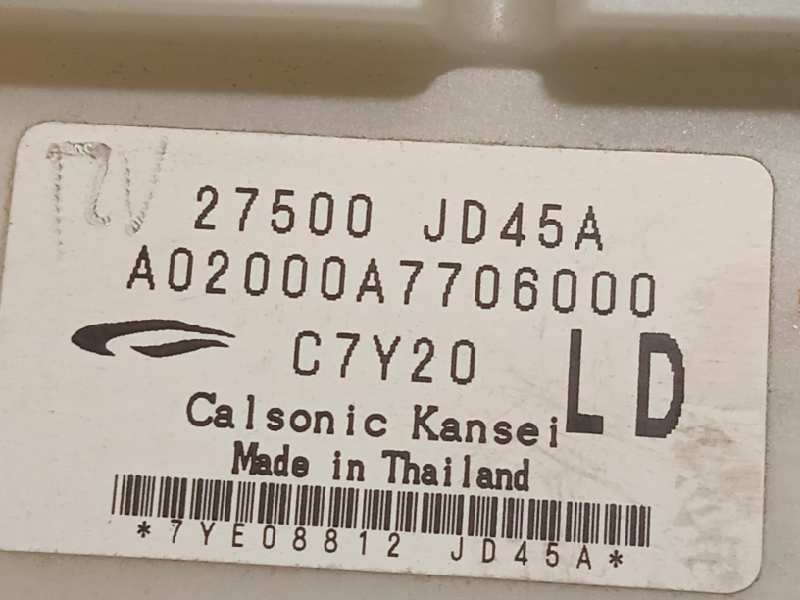 27500 JD45A
A02000A7706000
C7Y20
LD
Calsonic Kansei
Made in Thailand
*7YE08812 JD45A*